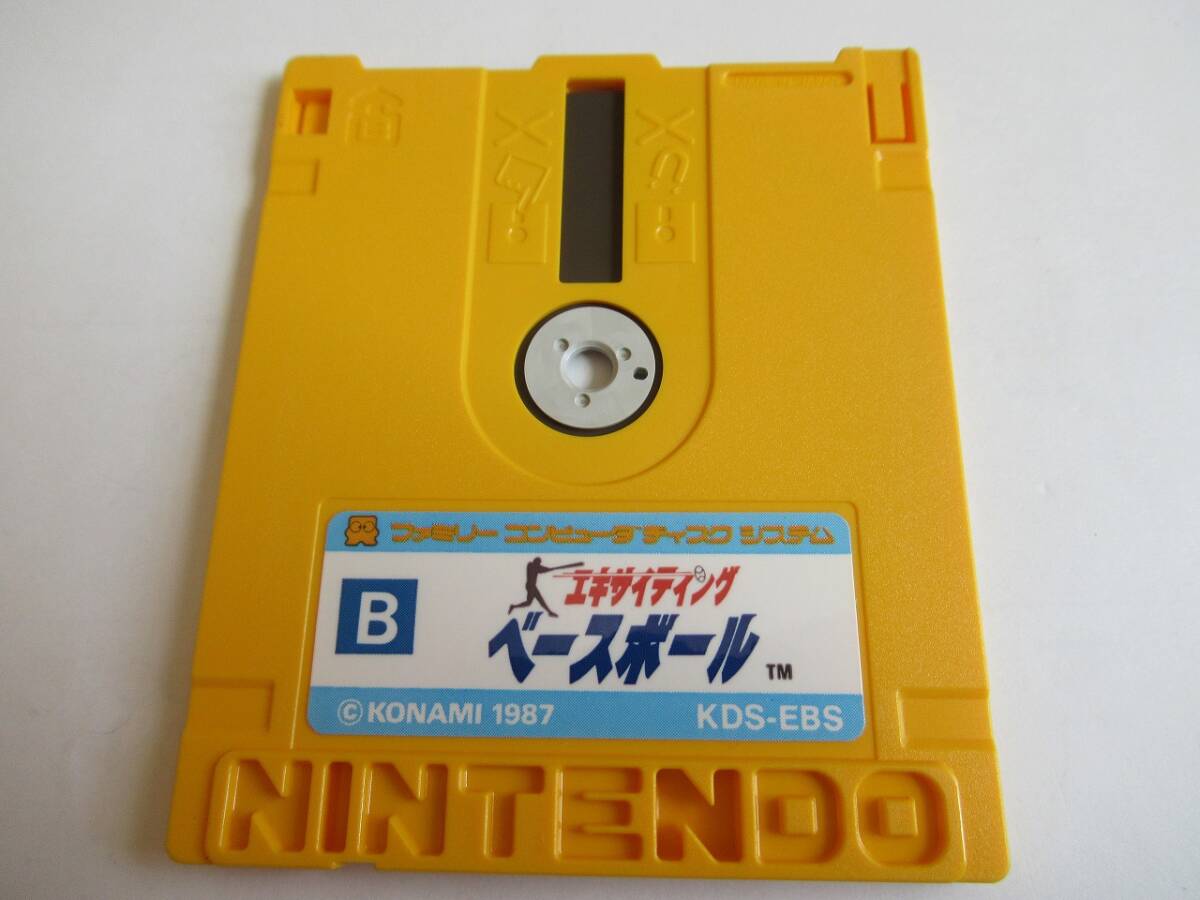 ファミリー コンピュータ ディスク システム
B
エキサイティング
ベースボール
TM
© KONAMI 1987
KDS-EBS
NINTENDO